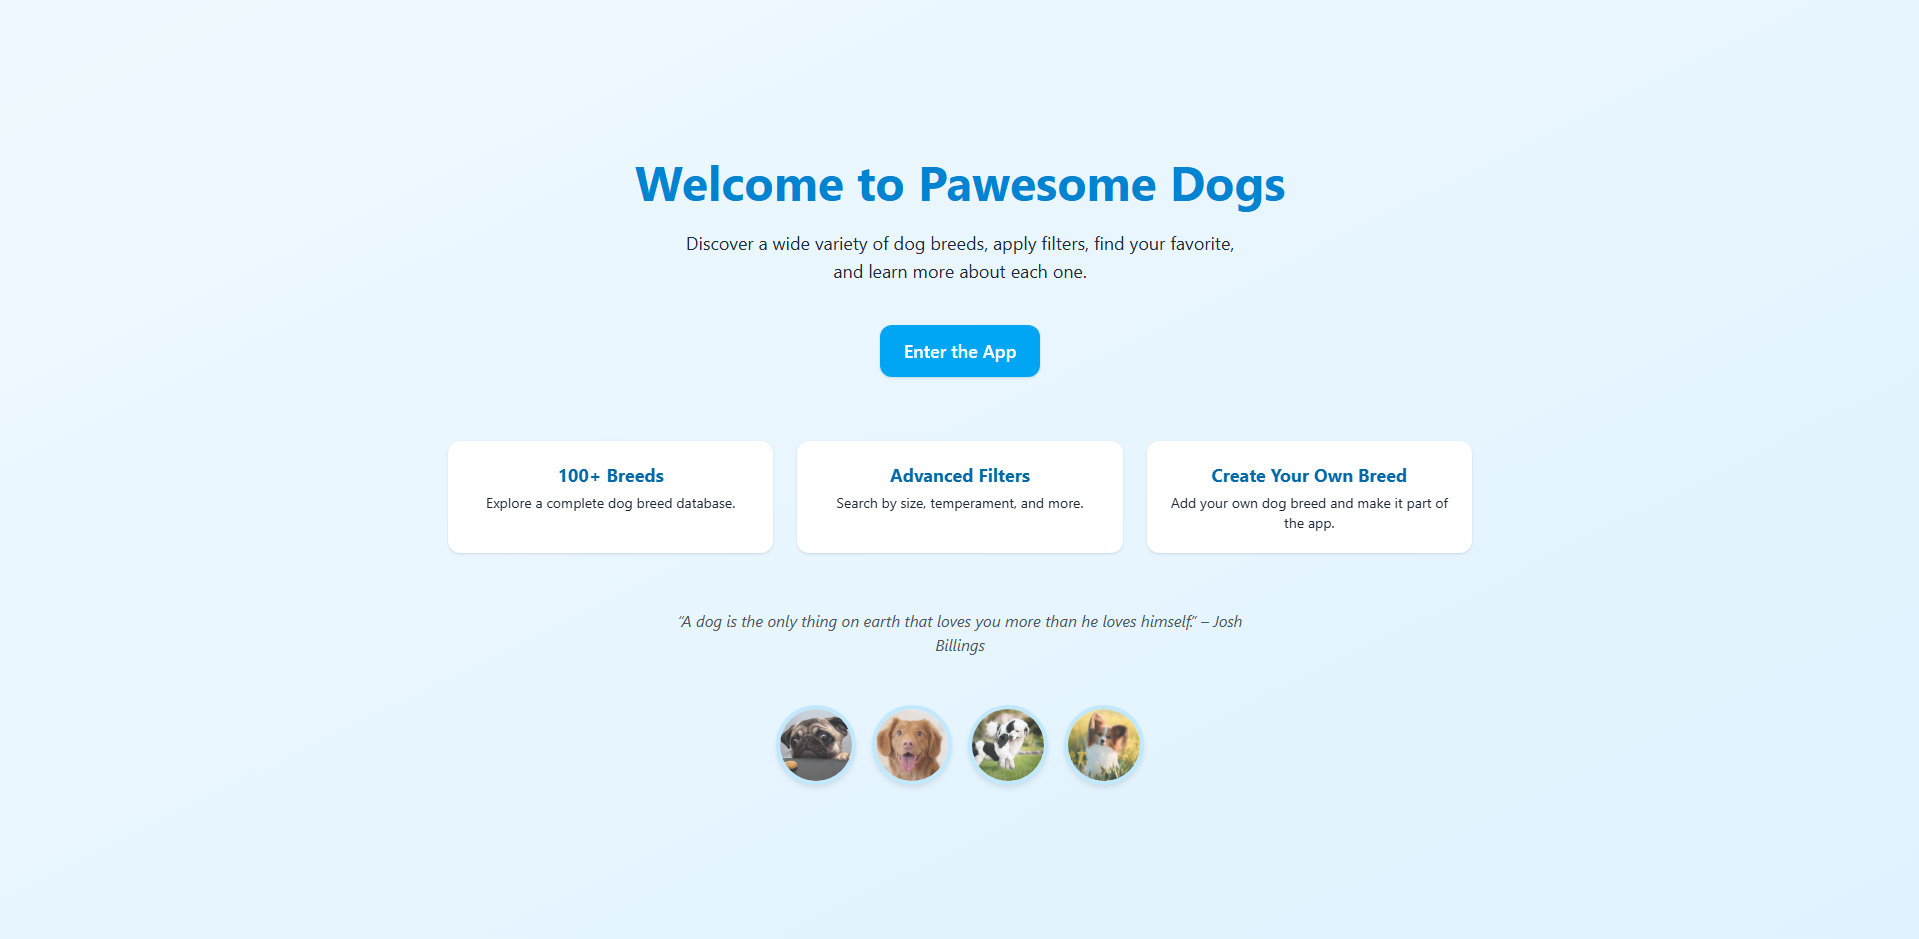 Welcome to Pawesome Dogs
Discover a wide variety of dog breeds, apply filters, find your favorite,
and learn more about each one.
Enter the App
100+ Breeds
Explore a complete dog breed database.
Advanced Filters
Search by size, temperament, and more.
Create Your Own Breed
Add your own dog breed and make it part of
the app.
“A dog is the only thing on earth that loves you more than he loves himself.” – Josh
Billings